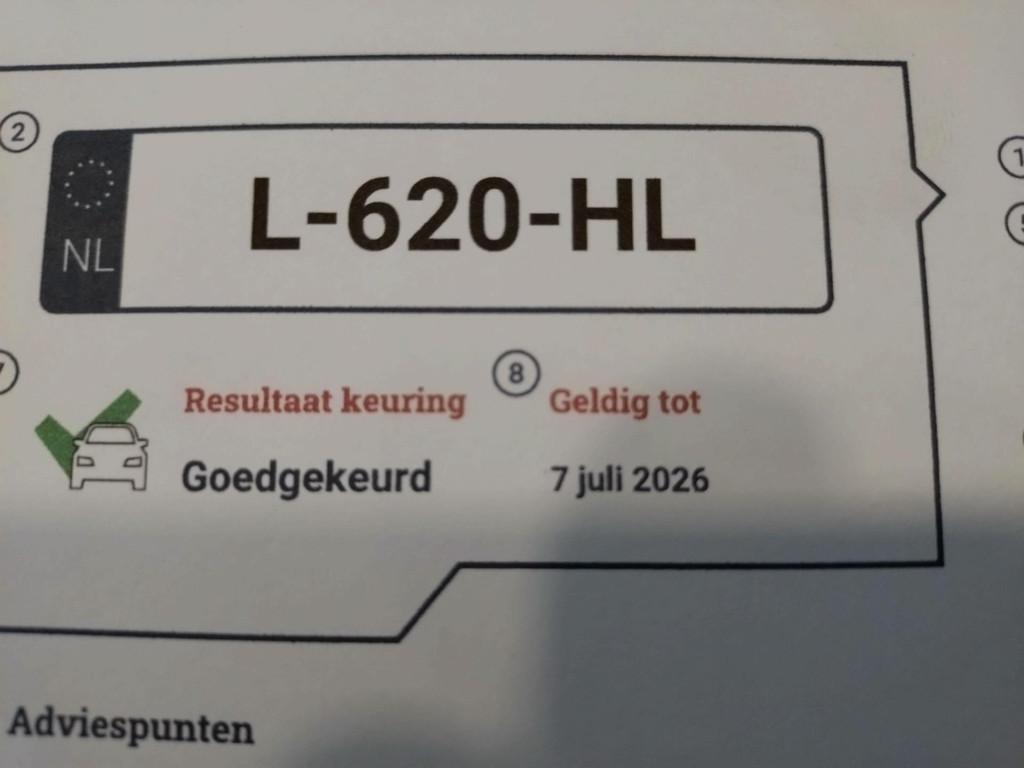 2
NL
L-620-HL
8
Resultaat keuring
Geldig tot
Goedgekeurd
7 juli 2026
Adviespunten